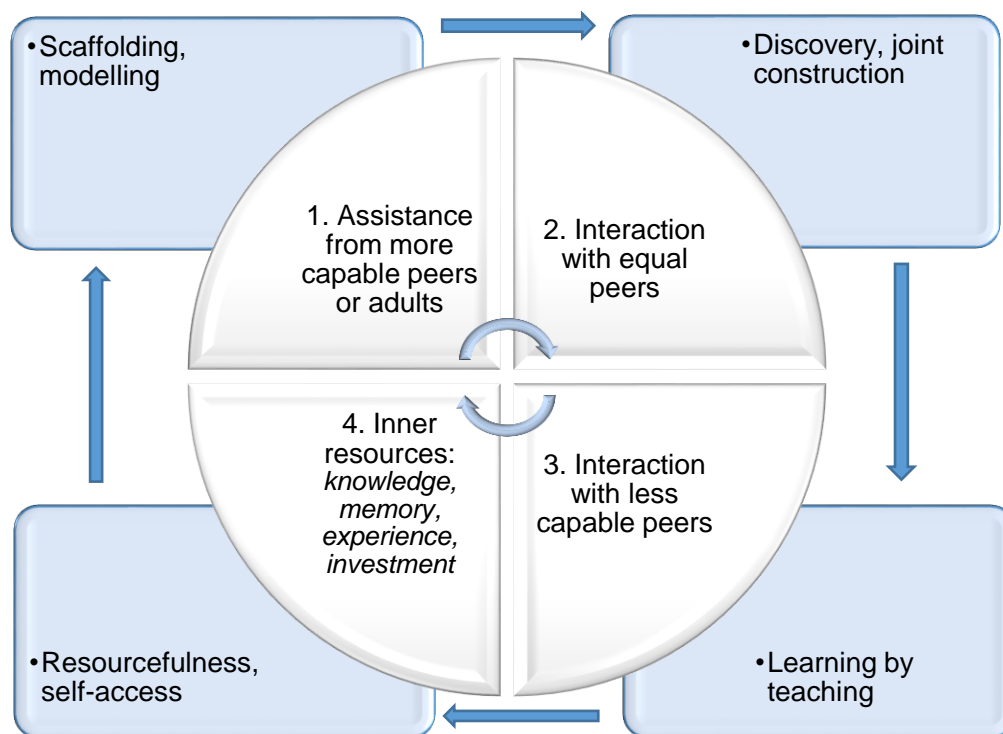 •Scaffolding,
modelling
•Discovery, joint
construction
1. Assistance
from more
capable peers
or adults
2. Interaction
with equal
peers
4. Inner
resources:
knowledge,
memory,
experience,
investment
3. Interaction
with less
capable peers
•Resourcefulness,
self-access
•Learning by
teaching